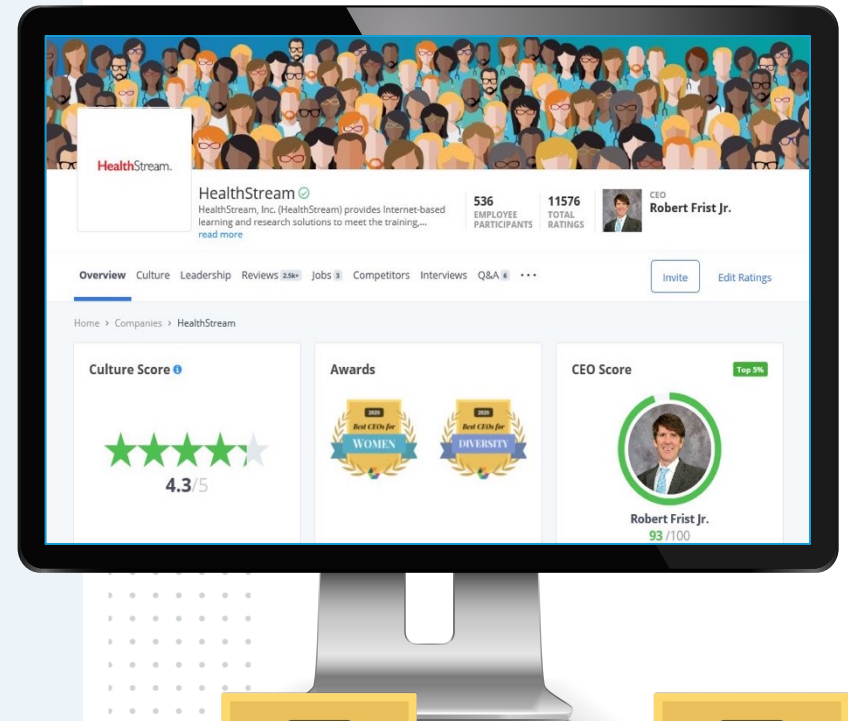 HealthStream.
HealthStream
HealthStream, Inc. (HealthStream) provides Internet-based
learning and research solutions to meet the training,...
read more
536
EMPLOYEE
PARTICIPANTS
11576
TOTAL
RATINGS
CEO
Robert Frist Jr.
Overview Culture Leadership Reviews 2.5k+ Jobs 3 Competitors Interviews Q&A 6 ···
Invite
Edit Ratings
Home > Companies > HealthStream
Culture Score
4.3/5
Awards
2020
Best CEOs for
WOMEN
2020
Best CEOs for
DIVERSITY
CEO Score
Top 5%
Robert Frist Jr.
93 /100